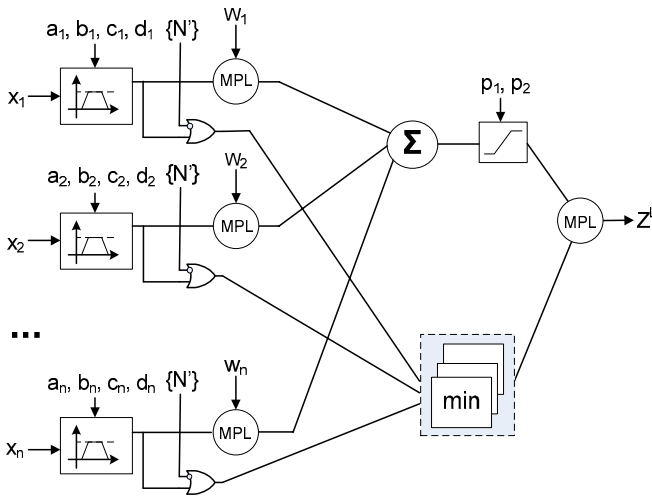 a₁, b₁, c₁, d₁ {N'}
w₁
x₁
MPL
p₁, p₂
Σ
a₂, b₂, c₂, d₂ {N'}
w₂
x₂
MPL
MPL
Zᴵ
...
aₙ, bₙ, cₙ, dₙ {N'}
wₙ
xₙ
MPL
min